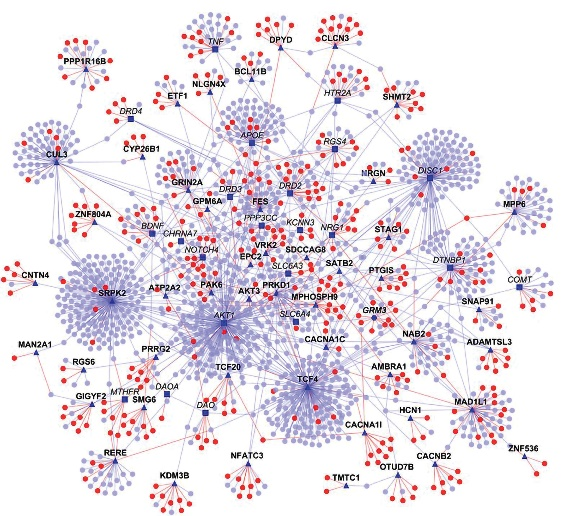 TNF
DPYD
CLCN3
PPP1R16B
BCL11B
NLGN4X
ETF1
HTR2A
SHMT2
DRD4
APOE
RGS4
CYP26B1
CUL3
DISC1
NRGN
GRIN2A
DRD3
DRD2
GPM6A
FES
MPP6
ZNF804A
BDNF
PPP3CC
KCNN3
NRG1
STAG1
CHRNA7
NOTCH4
VRK2
SDCCAG8
EPC2
SLC6A3
SATB2
DTNBP1
CNTN4
PTGIS
COMT
SRPK2
ATP2A2
PAK6
AKT3
PRKD1
MPHOSPH9
SNAP91
AKT1
SLC6A4
GRM3
CACNA1C
NAB2
MAN2A1
PRRG2
ADAMTSL3
RGS6
TCF20
AMBRA1
TCF4
MTHFR
DAOA
GIGYF2
SMG6
DAO
HCN1
MAD1L1
CACNA1I
RERE
NFATC3
ZNF536
KDM3B
OTUD7B
CACNB2
TMTC1